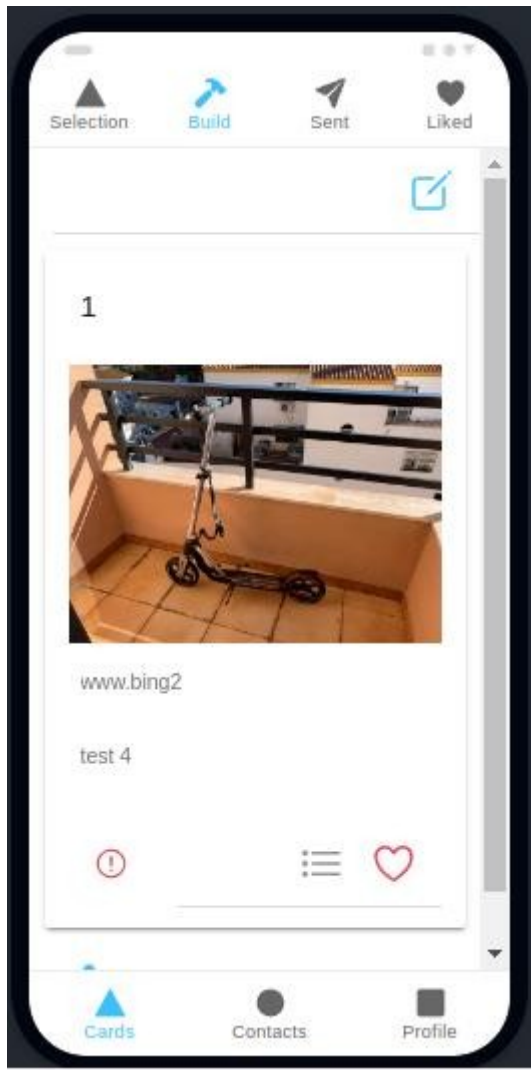 Selection Build Sent Liked
1
www.bing2
test 4
Cards Contacts Profile